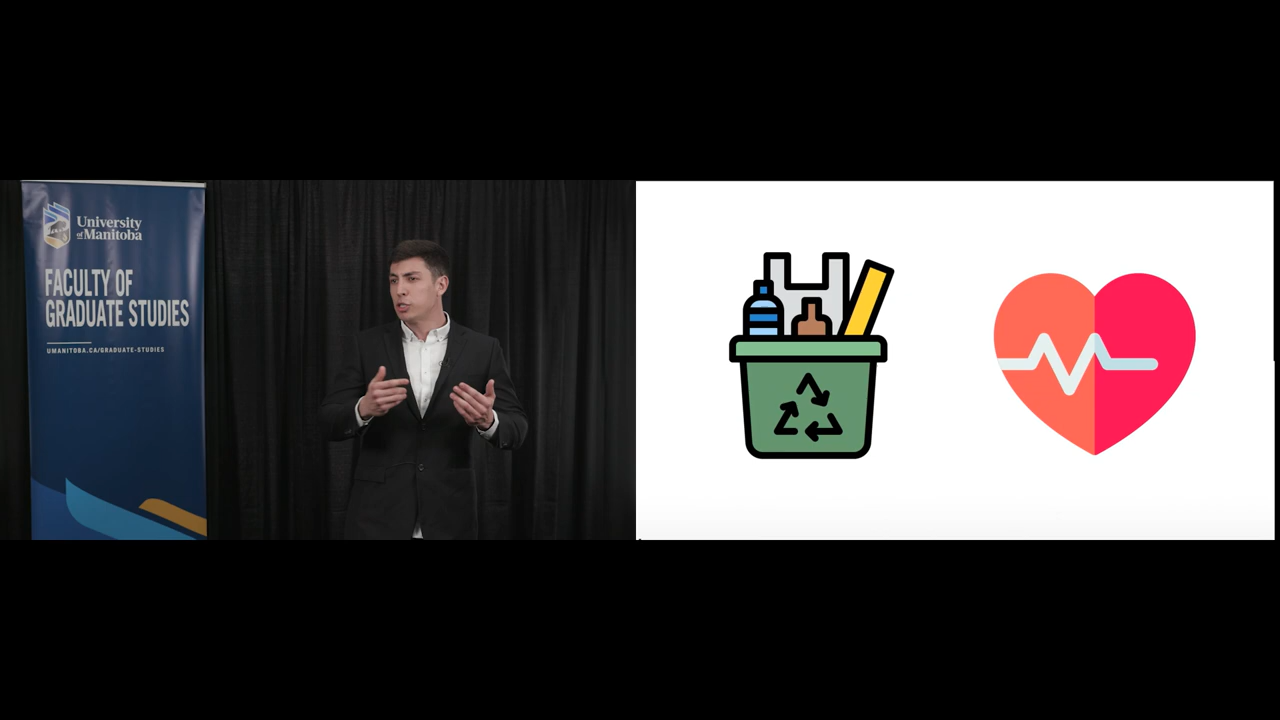 University
of Manitoba
FACULTY OF
GRADUATE STUDIES
UMANITOBA.CA/GRADUATE-STUDIES